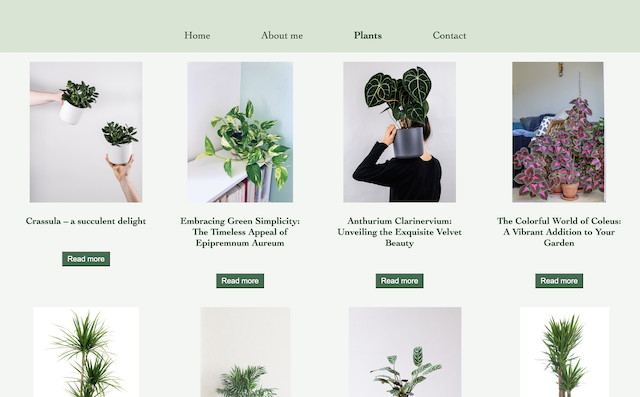 Home About me Plants Contact
Crassula – a succulent delight
Read more
Embracing Green Simplicity:
The Timeless Appeal of
Epipremnum Aureum
Read more
Anthurium Clarinervium:
Unveiling the Exquisite Velvet
Beauty
Read more
The Colorful World of Coleus:
A Vibrant Addition to Your
Garden
Read more